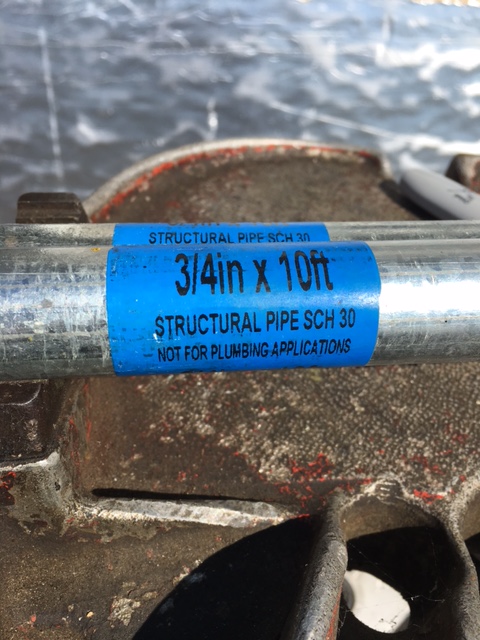 STRUCTURAL PIPE SCH 30
3/4in x 10ft
STRUCTURAL PIPE SCH 30
NOT FOR PLUMBING APPLICATIONS